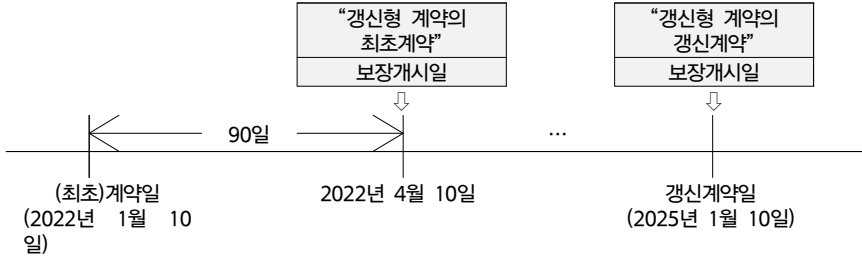 “갱신형 계약의
최초계약”
보장개시일
“갱신형 계약의
갱신계약”
보장개시일
90일
…
(최초)계약일
(2022년 1월 10
일)
2022년 4월 10일
갱신계약일
(2025년 1월 10일)